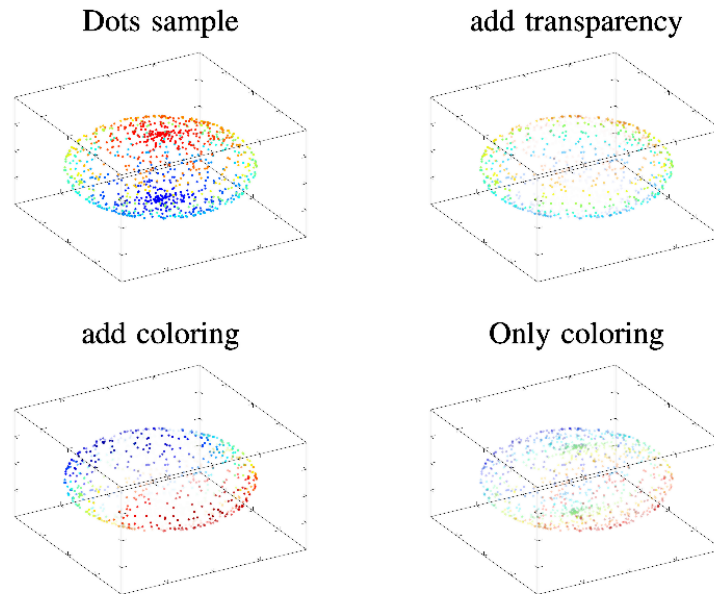 Dots sample
add transparency
add coloring
Only coloring